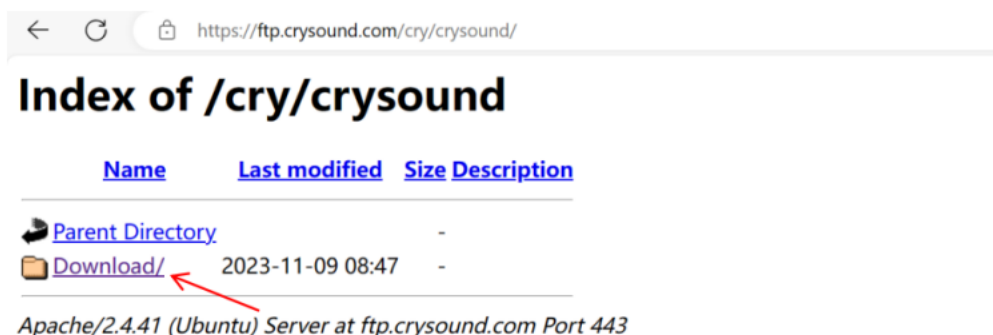 https://ftp.crysound.com/cry/crysound/
Index of /cry/crysound
Name Last modified Size Description
Parent Directory -
Download/ 2023-11-09 08:47 -
Apache/2.4.41 (Ubuntu) Server at ftp.crysound.com Port 443